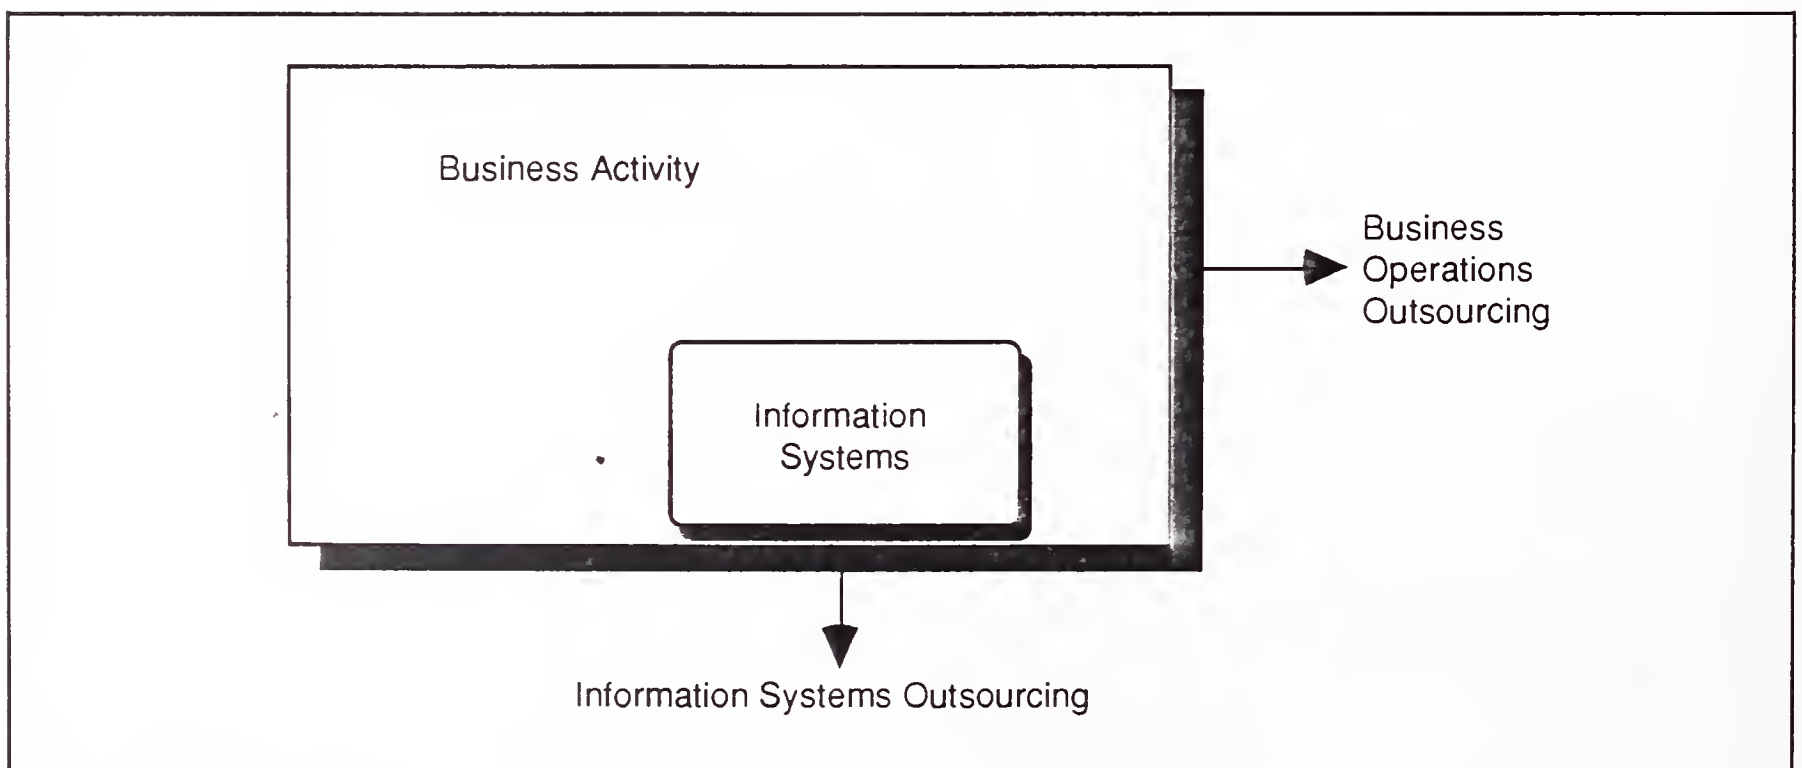 Business Activity
Business
Operations
Outsourcing
Information
Systems
Information Systems Outsourcing